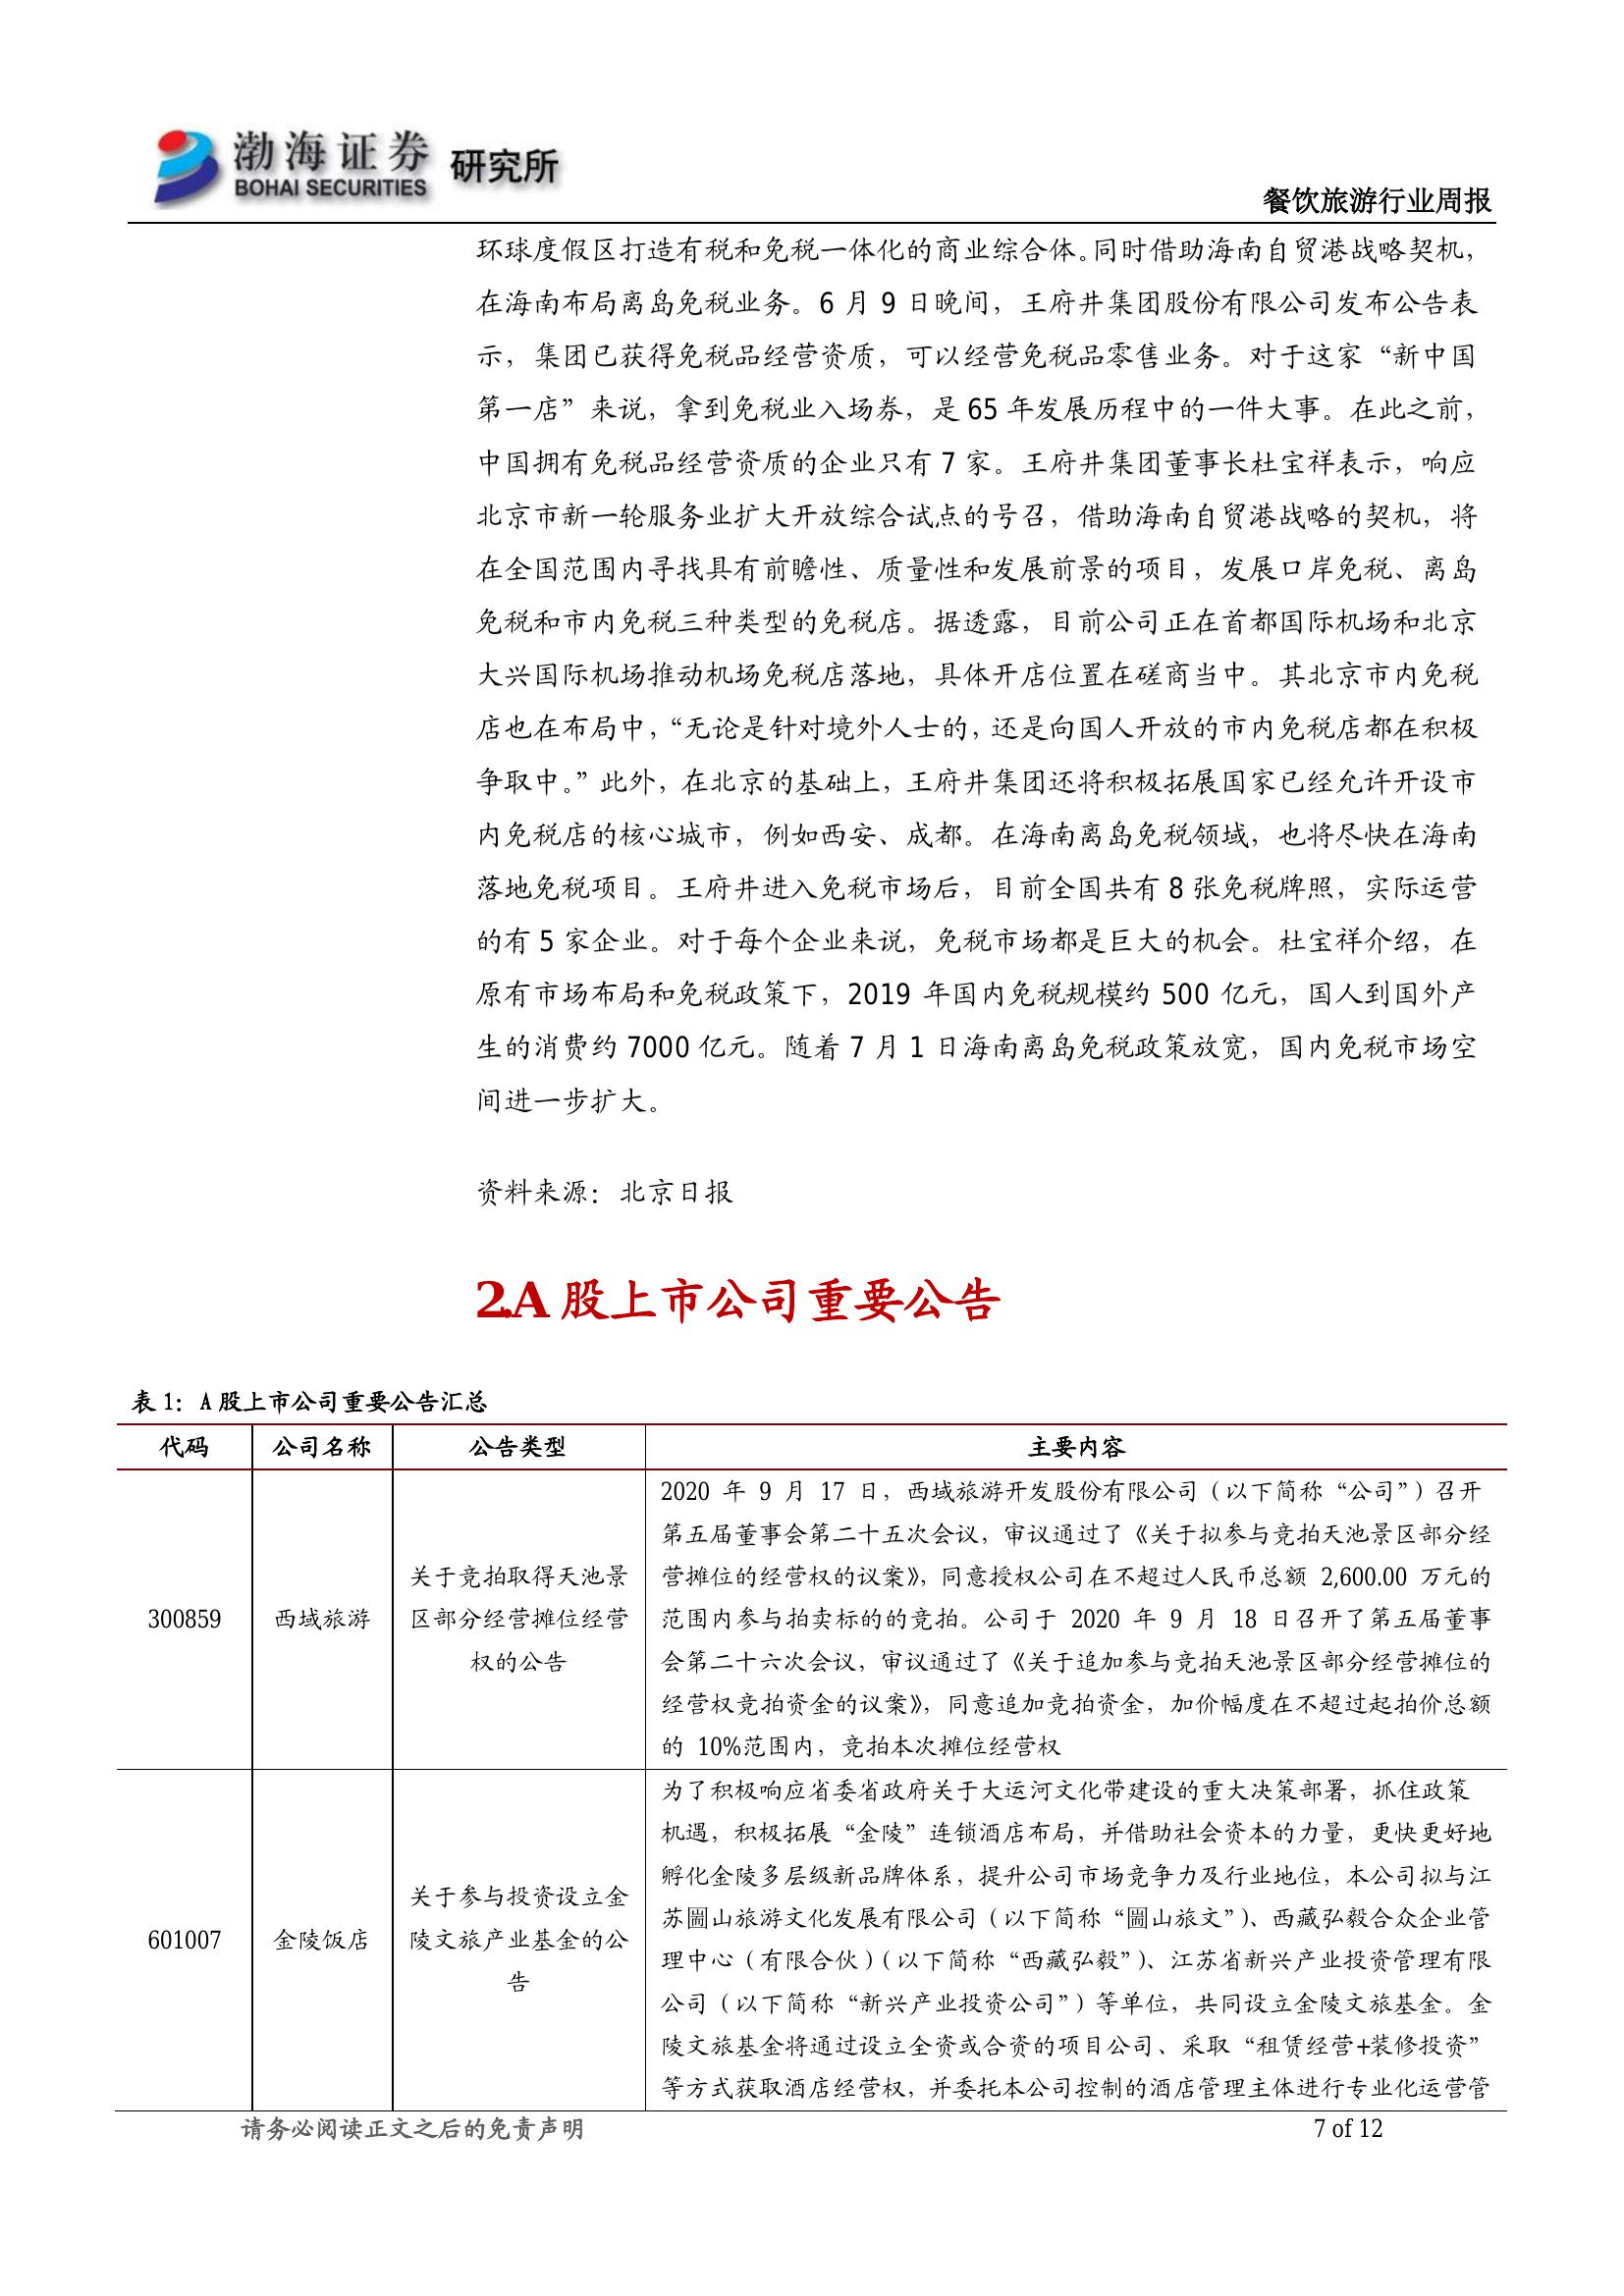 渤海证券 研究所
BOHAI SECURITIES
餐饮旅游行业周报
环球度假区打造有税和免税一体化的商业综合体。同时借助海南自贸港战略契机，
在海南布局离岛免税业务。6 月 9 日晚间，王府井集团股份有限公司发布公告表
示，集团已获得免税品经营资质，可以经营免税品零售业务。对于这家“新中国
第一店”来说，拿到免税业入场券，是 65 年发展历程中的一件大事。在此之前，
中国拥有免税品经营资质的企业只有 7 家。王府井集团董事长杜宝祥表示，响应
北京市新一轮服务业扩大开放综合试点的号召，借助海南自贸港战略的契机，将
在全国范围内寻找具有前瞻性、质量性和发展前景的项目，发展口岸免税、离岛
免税和市内免税三种类型的免税店。据透露，目前公司正在首都国际机场和北京
大兴国际机场推动机场免税店落地，具体开店位置在磋商当中。其北京市内免税
店也在布局中，“无论是针对境外人士的，还是向国人开放的市内免税店都在积极
争取中。”此外，在北京的基础上，王府井集团还将积极拓展国家已经允许开设市
内免税店的核心城市，例如西安、成都。在海南离岛免税领域，也将尽快在海南
落地免税项目。王府井进入免税市场后，目前全国共有 8 张免税牌照，实际运营
的有 5 家企业。对于每个企业来说，免税市场都是巨大的机会。杜宝祥介绍，在
原有市场布局和免税政策下，2019 年国内免税规模约 500 亿元，国人到国外产
生的消费约 7000 亿元。随着 7 月 1 日海南离岛免税政策放宽，国内免税市场空
间进一步扩大。
资料来源：北京日报
2.A 股上市公司重要公告
表 1：A 股上市公司重要公告汇总
代码 公司名称 公告类型 主要内容
300859 西域旅游
关于竞拍取得天池景
区部分经营摊位经营
权的公告
2020 年 9 月 17 日，西域旅游开发股份有限公司（以下简称“公司”）召开
第五届董事会第二十五次会议，审议通过了《关于拟参与竞拍天池景区部分经
营摊位的经营权的议案》，同意授权公司在不超过人民币总额 2,600.00 万元的
范围内参与拍卖标的的竞拍。公司于 2020 年 9 月 18 日召开了第五届董事
会第二十六次会议，审议通过了《关于追加参与竞拍天池景区部分经营摊位的
经营权竞拍资金的议案》，同意追加竞拍资金，加价幅度在不超过起拍价总额
的 10%范围内，竞拍本次摊位经营权
601007 金陵饭店
关于参与投资设立金
陵文旅产业基金的公
告
为了积极响应省委省政府关于大运河文化带建设的重大决策部署，抓住政策
机遇，积极拓展“金陵”连锁酒店布局，并借助社会资本的力量，更快更好地
孵化金陵多层级新品牌体系，提升公司市场竞争力及行业地位，本公司拟与江
苏圌山旅游文化发展有限公司（以下简称“圌山旅文”）、西藏弘毅合众企业管
理中心（有限合伙）（以下简称“西藏弘毅”）、江苏省新兴产业投资管理有限
公司（以下简称“新兴产业投资公司”）等单位，共同设立金陵文旅基金。金
陵文旅基金将通过设立全资或合资的项目公司、采取“租赁经营+装修投资”
等方式获取酒店经营权，并委托本公司控制的酒店管理主体进行专业化运营管
请务必阅读正文之后的免责声明 7 of 12